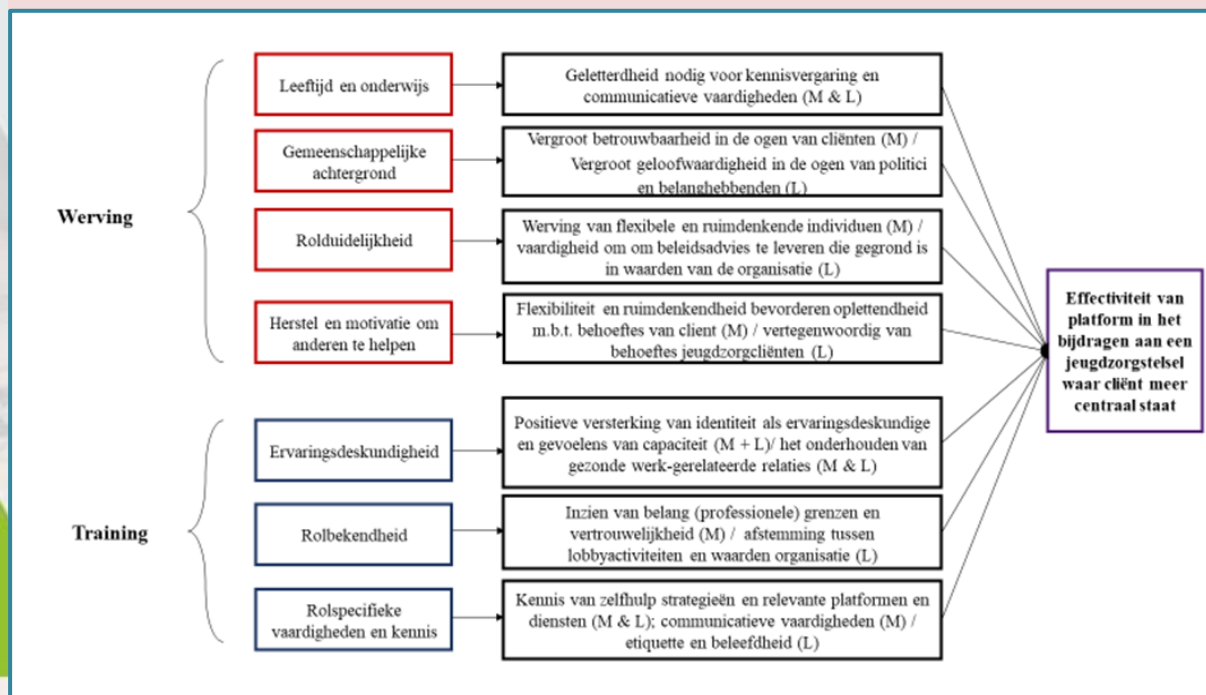 Werving
Leeftijd en onderwijs
Geletterdheid nodig voor kennisvergaring en
communicatieve vaardigheden (M & L)
Gemeenschappelijke
achtergrond
Vergroot betrouwbaarheid in de ogen van cliënten (M) /
Vergroot geloofwaardigheid in de ogen van politici
en belanghebbenden (L)
Rolduidelijkheid
Werving van flexibele en ruimdenkende individuen (M) /
vaardigheid om om beleidsadvies te leveren die gegrond is
in waarden van de organisatie (L)
Herstel en motivatie om
anderen te helpen
Flexibiliteit en ruimdenkendheid bevorderen oplettendheid
m.b.t. behoeftes van client (M) / vertegenwoordig van
behoeftes jeugdzorgcliënten (L)
Training
Ervaringsdeskundigheid
Positieve versterking van identiteit als ervaringsdeskundige
en gevoelens van capaciteit (M + L)/ het onderhouden van
gezonde werk-gerelateerde relaties (M & L)
Rolbekendheid
Inzien van belang (professionele) grenzen en
vertrouwelijkheid (M) / afstemming tussen
lobbyactiviteiten en waarden organisatie (L)
Rolspecifieke
vaardigheden en kennis
Kennis van zelfhulp strategieën en relevante platformen en
diensten (M & L); communicatieve vaardigheden (M) /
etiquette en beleefdheid (L)
Effectiviteit van
platform in het
bijdragen aan een
jeugdzorgstelsel
waar cliënt meer
centraal staat